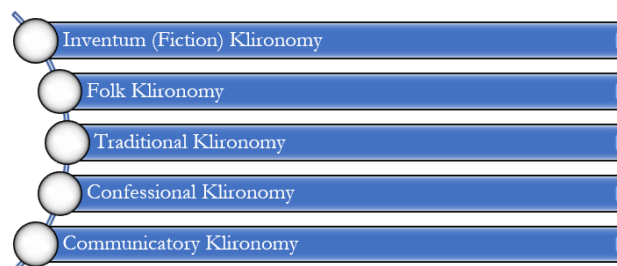 Inventum (Fiction) Klironomy
Folk Klironomy
Traditional Klironomy
Confessional Klironomy
Communicatory Klironomy